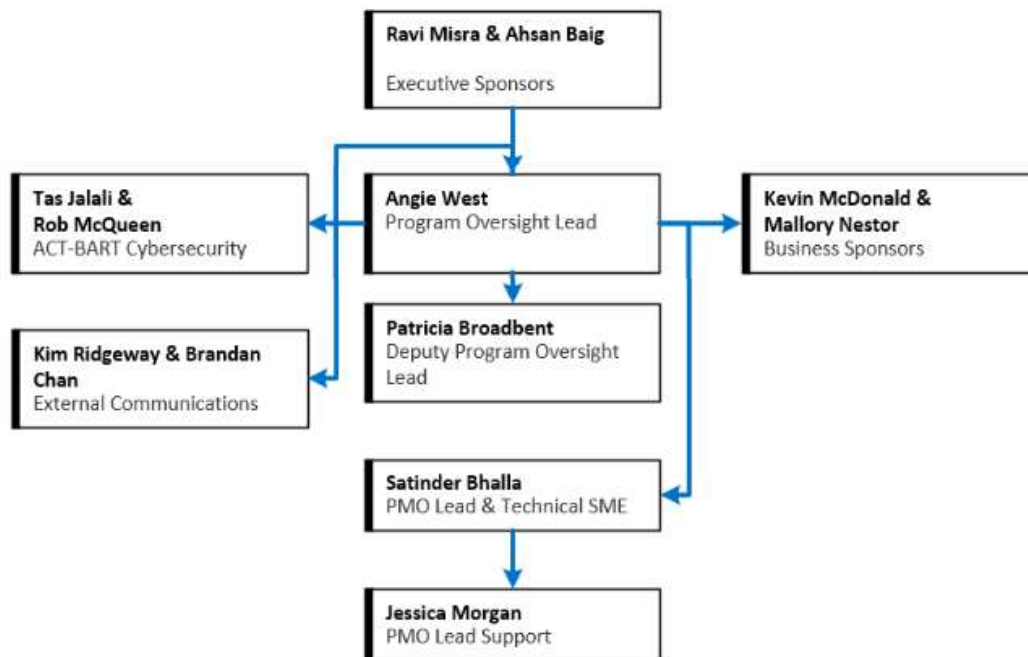 Ravi Misra & Ahsan Baig
Executive Sponsors
Tas Jalali &
Rob McQueen
ACT-BART Cybersecurity
Angie West
Program Oversight Lead
Kevin McDonald &
Mallory Nestor
Business Sponsors
Kim Ridgeway & Brandan
Chan
External Communications
Patricia Broadbent
Deputy Program Oversight
Lead
Satinder Bhalla
PMO Lead & Technical SME
Jessica Morgan
PMO Lead Support